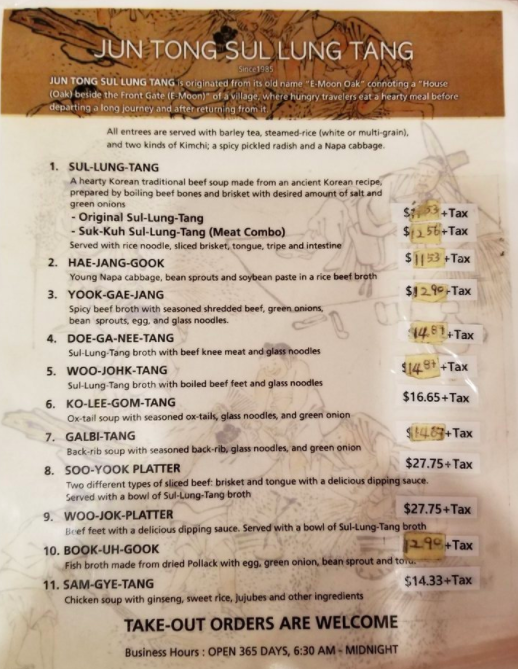 JUN TONG SUL LUNG TANG
Since1985
JUN TONG SUL LUNG TANG is originated from its old name "E-Moon Oak" connoting a "House
(Oak) beside the Front Gate (E-Moon)" of a village, where hungry travelers eat a hearty meal before
departing a long journey and after returning from it.
All entrees are served with barley tea, steamed-rice (white or multi-grain),
and two kinds of Kimchi; a spicy pickled radish and a Napa cabbage.
1. SUL-LUNG-TANG
A hearty Korean traditional beef soup made from an ancient Korean recipe,
prepared by boiling beef bones and brisket with desired amount of salt and
green onions
- Original Sul-Lung-Tang +Tax
- Suk-Kuh Sul-Lung-Tang (Meat Combo) +Tax
Served with rice noodle, sliced brisket, tongue, tripe and intestine
2. HAE-JANG-GOOK $11.53+Tax
Young Napa cabbage, bean sprouts and soybean paste in a rice beef broth
3. YOOK-GAE-JANG $12.90+Tax
Spicy beef broth with seasoned shredded beef, green onions,
bean sprouts, egg, and glass noodles.
4. DOE-GA-NEE-TANG $14.87+Tax
Sul-Lung-Tang broth with beef knee meat and glass noodles
5. WOO-JOHK-TANG $14.87+Tax
Sul-Lung-Tang broth with boiled beef feet and glass noodles
6. KO-LEE-GOM-TANG $16.65+Tax
Ox-tail soup with seasoned ox-tails, glass noodles, and green onion
7. GALBI-TANG $14.87+Tax
Back-rib soup with seasoned back-rib, glass noodles, and green onion
8. SOO-YOOK PLATTER $27.75+Tax
Two different types of sliced beef: brisket and tongue with a delicious dipping sauce.
Served with a bowl of Sul-Lung-Tang broth
9. WOO-JOK-PLATTER $27.75+Tax
Beef feet with a delicious dipping sauce. Served with a bowl of Sul-Lung-Tang broth
10. BOOK-UH-GOOK 12.90+Tax
Fish broth made from dried Pollack with egg, green onion, bean sprout and tofu.
11. SAM-GYE-TANG $14.33+Tax
Chicken soup with ginseng, sweet rice, Jujubes and other ingredients
TAKE-OUT ORDERS ARE WELCOME
Business Hours : OPEN 365 DAYS, 6:30 AM - MIDNIGHT